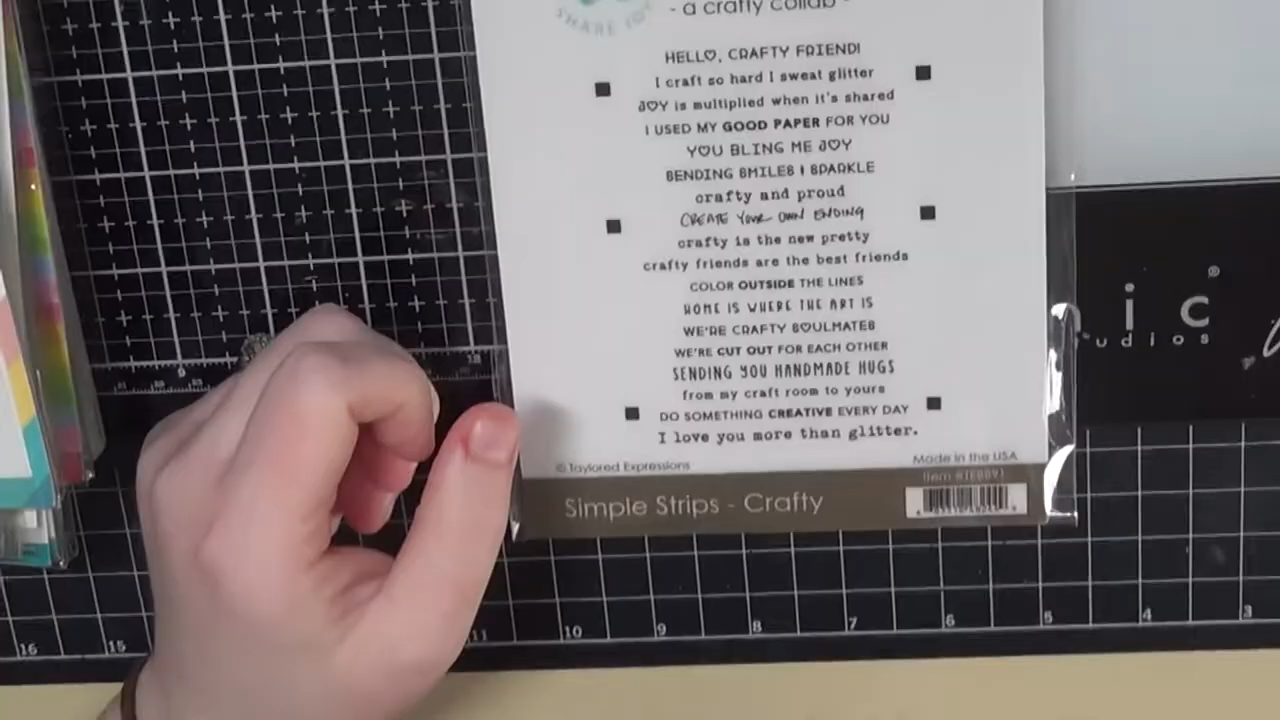 SHARE JOY
- a crafty collab -
HELLO, CRAFTY FRIEND!
I craft so hard I sweat glitter
JOY is multiplied when it's shared
I USED MY GOOD PAPER FOR YOU
YOU BLING ME JOY
SENDING SMILES & SPARKLE
crafty and proud
CREATE YOUR OWN ENDING
crafty is the new pretty
crafty friends are the best friends
COLOR OUTSIDE THE LINES
HOME IS WHERE THE ART IS
WE'RE CRAFTY SOULMATES
WE'RE CUT OUT FOR EACH OTHER
SENDING YOU HANDMADE HUGS
from my craft room to yours
DO SOMETHING CREATIVE EVERY DAY
I love you more than glitter.
© Taylored Expressions
Made in the USA
Simple Strips - Crafty
ic®
udios
16 15 11 10 9 8 7 6 5 4 3